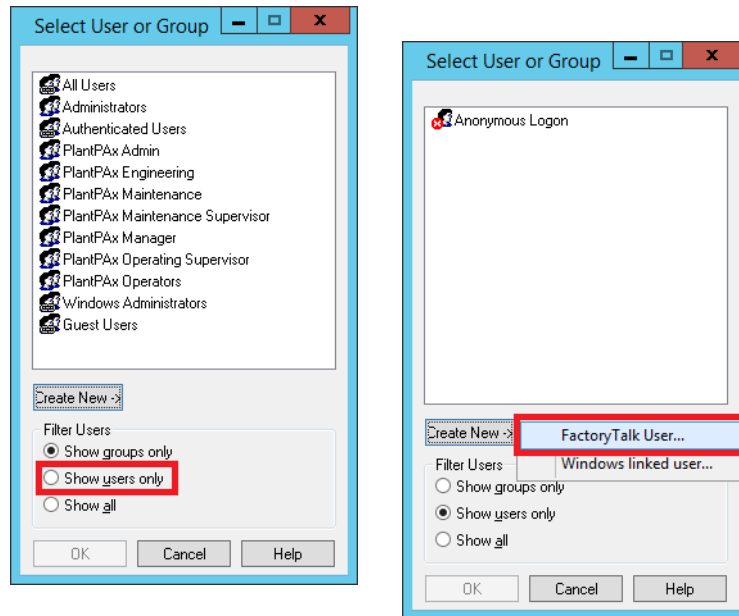 Select User or Group
All Users
Administrators
Authenticated Users
PlantPAx Admin
PlantPAx Engineering
PlantPAx Maintenance
PlantPAx Maintenance Supervisor
PlantPAx Manager
PlantPAx Operating Supervisor
PlantPAx Operators
Windows Administrators
Guest Users
Create New ->
Filter Users
Show groups only
Show users only
Show all
OK Cancel Help
Select User or Group
Anonymous Logon
Create New -> FactoryTalk User...
Windows linked user...
Filter Users
Show groups only
Show users only
Show all
OK Cancel Help